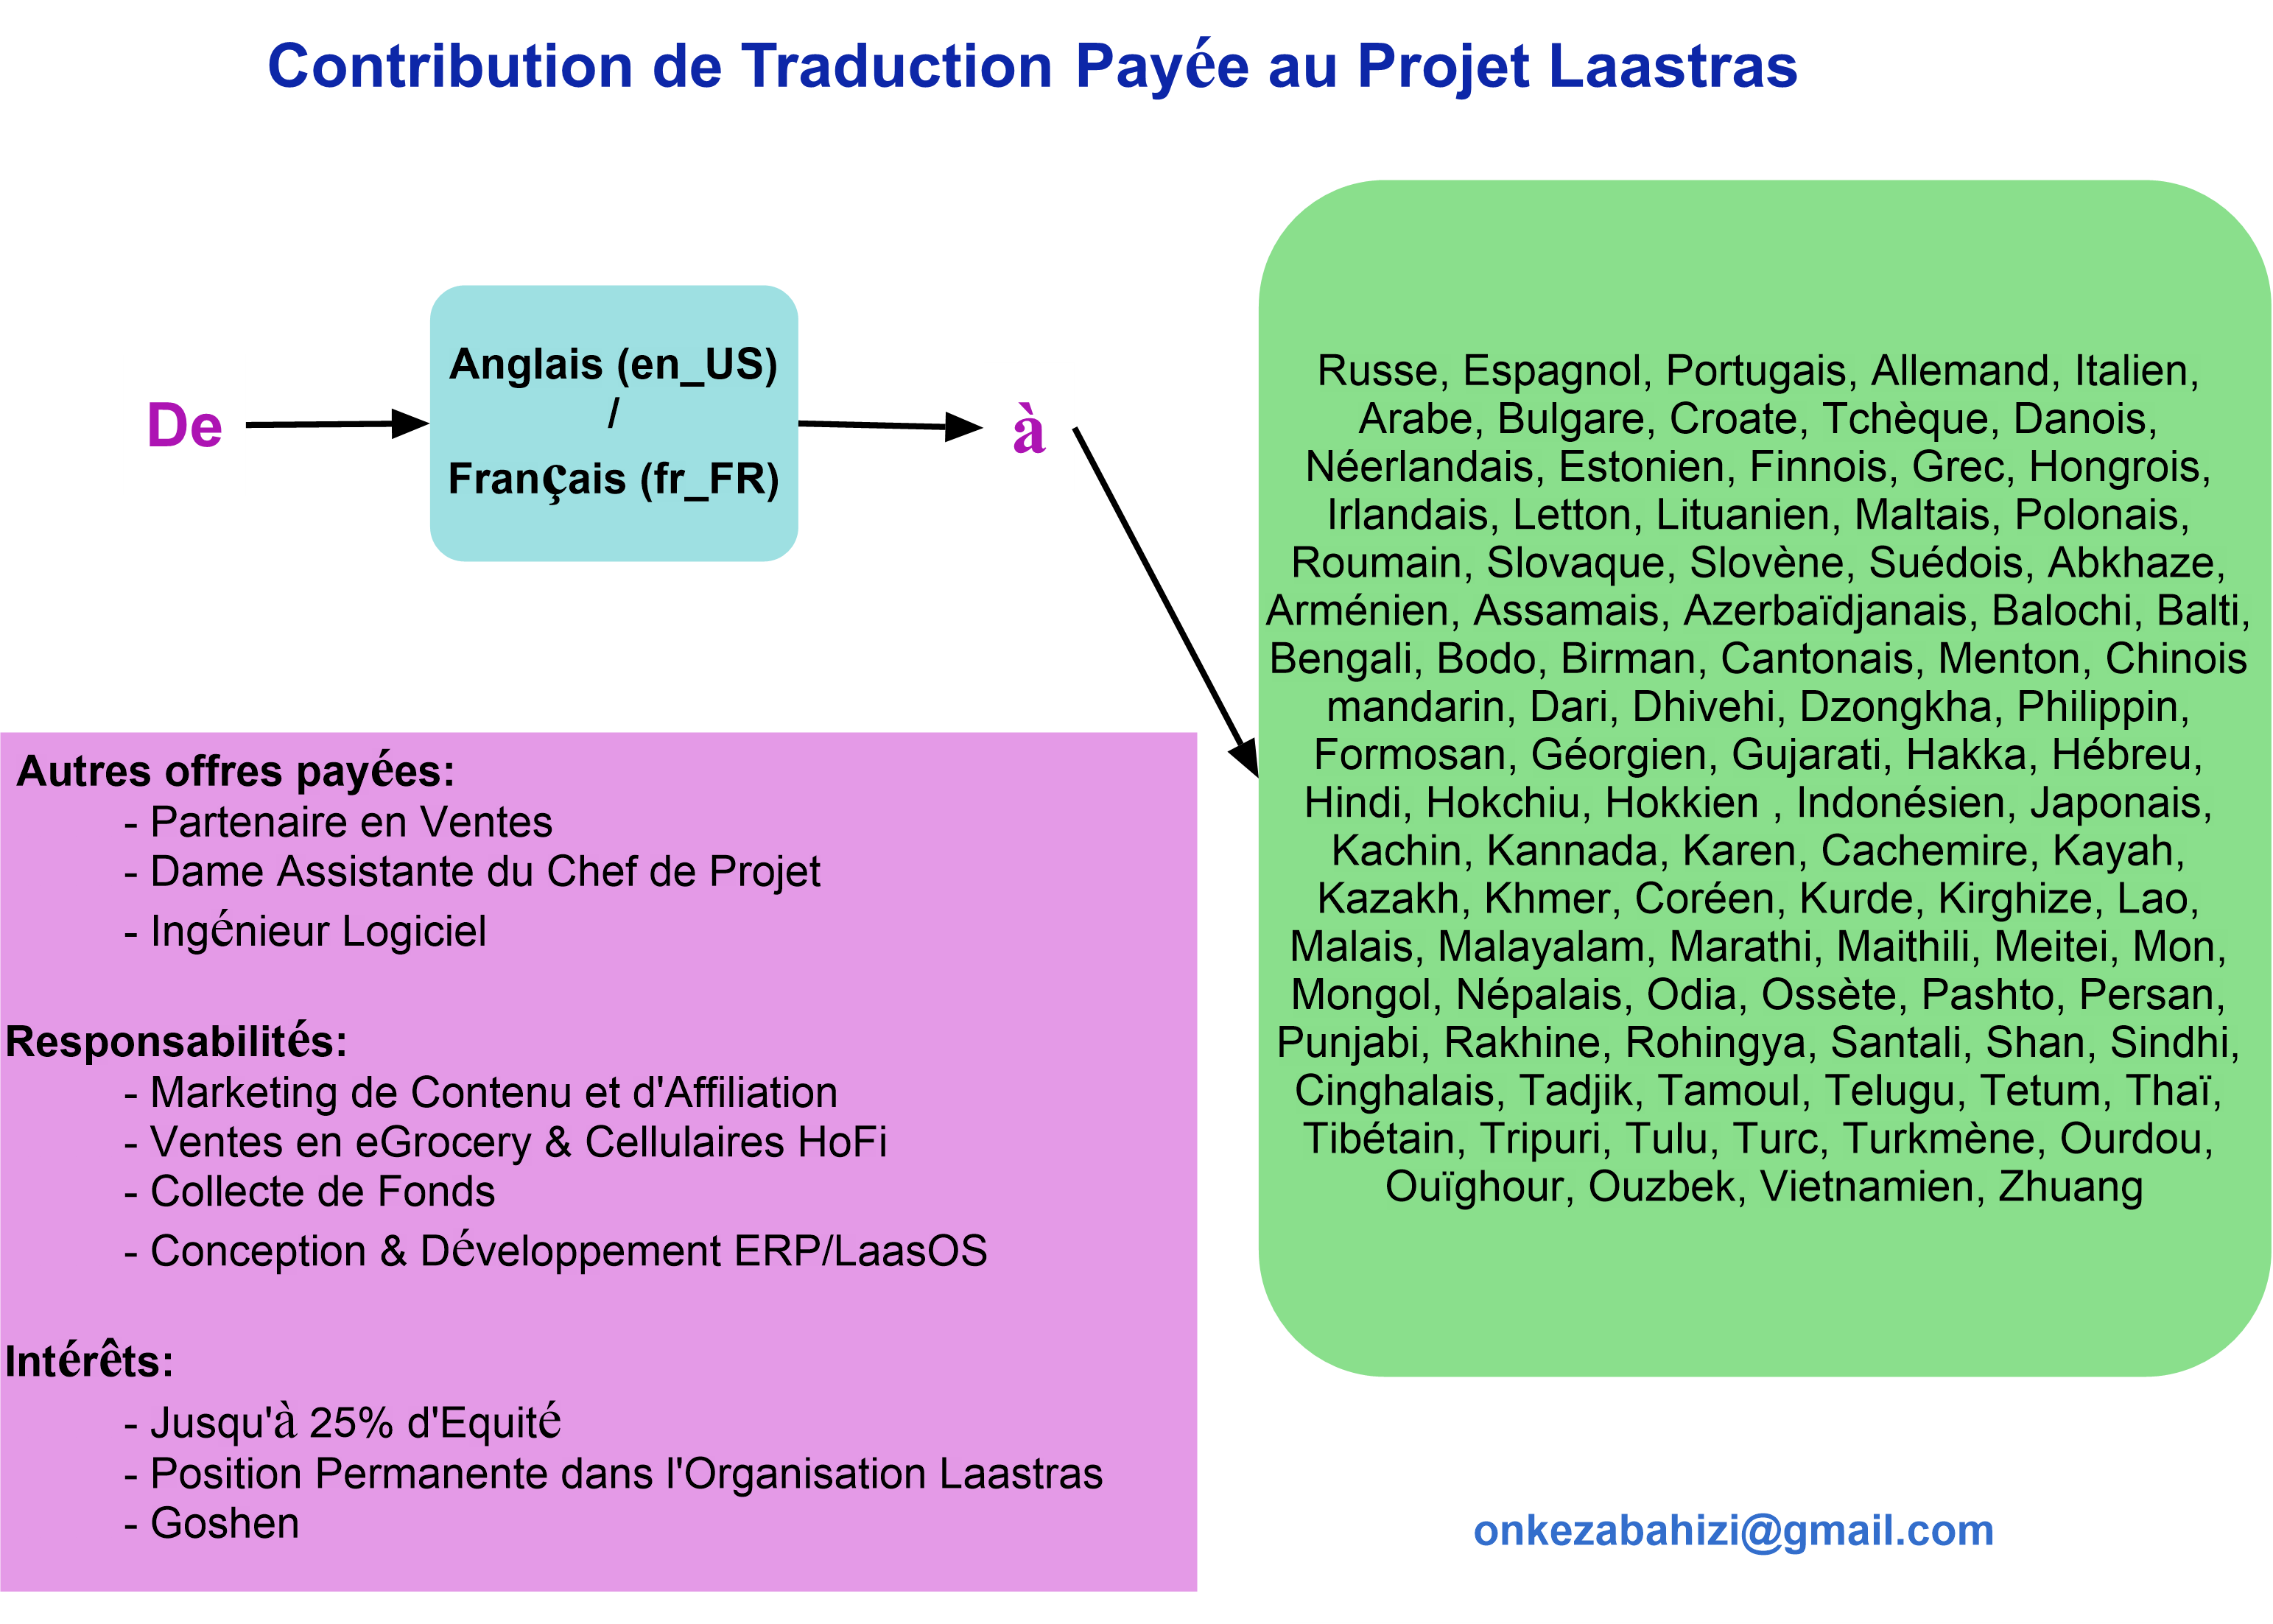 Contribution de Traduction Payée au Projet Laastras
De
Anglais (en_US)
/
Français (fr_FR)
à
Russe, Espagnol, Portugais, Allemand, Italien,
Arabe, Bulgare, Croate, Tchèque, Danois,
Néerlandais, Estonien, Finnois, Grec, Hongrois,
Irlandais, Letton, Lituanien, Maltais, Polonais,
Roumain, Slovaque, Slovène, Suédois, Abkhaze,
Arménien, Assamais, Azerbaïdjanais, Balochi, Balti,
Bengali, Bodo, Birman, Cantonais, Menton, Chinois
mandarin, Dari, Dhivehi, Dzongkha, Philippin,
Formosan, Géorgien, Gujarati, Hakka, Hébreu,
Hindi, Hokchiu, Hokkien , Indonésien, Japonais,
Kachin, Kannada, Karen, Cachemire, Kayah,
Kazakh, Khmer, Coréen, Kurde, Kirghize, Lao,
Malais, Malayalam, Marathi, Maithili, Meitei, Mon,
Mongol, Népalais, Odia, Ossète, Pashto, Persan,
Punjabi, Rakhine, Rohingya, Santali, Shan, Sindhi,
Cinghalais, Tadjik, Tamoul, Telugu, Tetum, Thaï,
Tibétain, Tripuri, Tulu, Turc, Turkmène, Ourdou,
Ouïghour, Ouzbek, Vietnamien, Zhuang
Autres offres payées:
- Partenaire en Ventes
- Dame Assistante du Chef de Projet
- Ingénieur Logiciel
Responsabilités:
- Marketing de Contenu et d'Affiliation
- Ventes en eGrocery & Cellulaires HoFi
- Collecte de Fonds
- Conception & Développement ERP/LaasOS
Intérêts:
- Jusqu'à 25% d'Equité
- Position Permanente dans l'Organisation Laastras
- Goshen
onkezabahizi@gmail.com